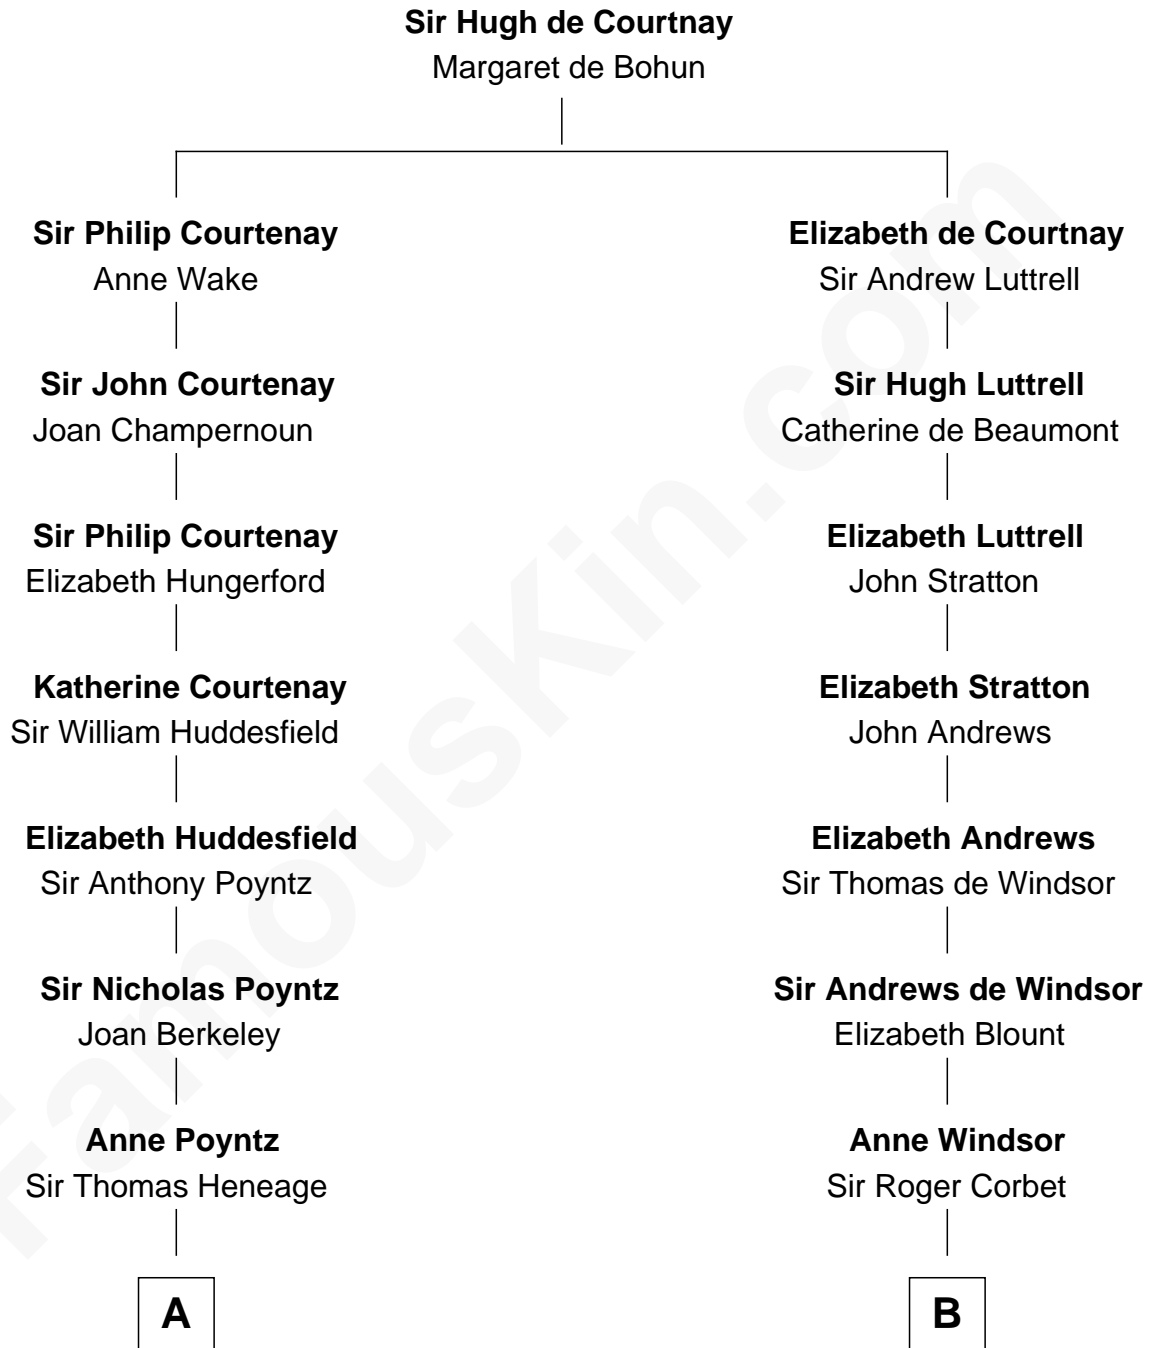 Sir Hugh de Courtnay
Margaret de Bohun
Sir Philip Courtenay
Anne Wake
Sir John Courtenay
Joan Champernoun
Sir Philip Courtenay
Elizabeth Hungerford
Katherine Courtenay
Sir William Huddesfield
Elizabeth Huddesfield
Sir Anthony Poyntz
Sir Nicholas Poyntz
Joan Berkeley
Anne Poyntz
Sir Thomas Heneage
A
Elizabeth de Courtnay
Sir Andrew Luttrell
Sir Hugh Luttrell
Catherine de Beaumont
Elizabeth Luttrell
John Stratton
Elizabeth Stratton
John Andrews
Elizabeth Andrews
Sir Thomas de Windsor
Sir Andrews de Windsor
Elizabeth Blount
Anne Windsor
Sir Roger Corbet
B
FamousKin.com